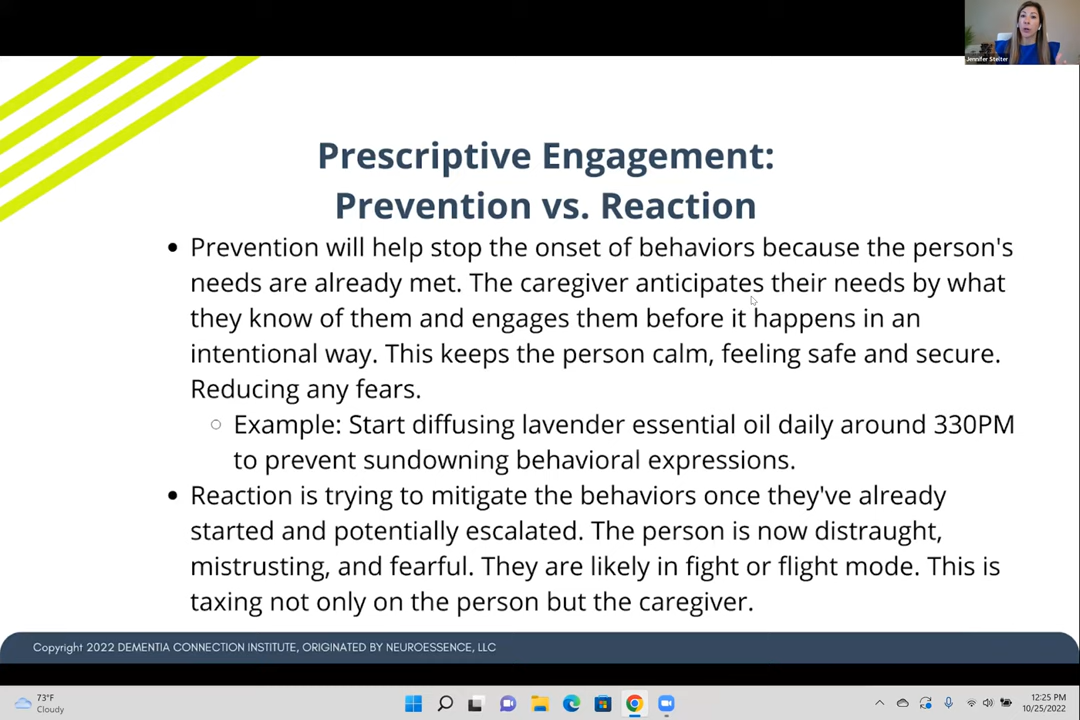 Jennifer Stelter
Prescriptive Engagement:
Prevention vs. Reaction
• Prevention will help stop the onset of behaviors because the person's
needs are already met. The caregiver anticipates their needs by what
they know of them and engages them before it happens in an
intentional way. This keeps the person calm, feeling safe and secure.
Reducing any fears.
○ Example: Start diffusing lavender essential oil daily around 330PM
to prevent sundowning behavioral expressions.
• Reaction is trying to mitigate the behaviors once they've already
started and potentially escalated. The person is now distraught,
mistrusting, and fearful. They are likely in fight or flight mode. This is
taxing not only on the person but the caregiver.
Copyright 2022 DEMENTIA CONNECTION INSTITUTE, ORIGINATED BY NEUROESSENCE, LLC
73°F
Cloudy
12:25 PM
10/25/2022